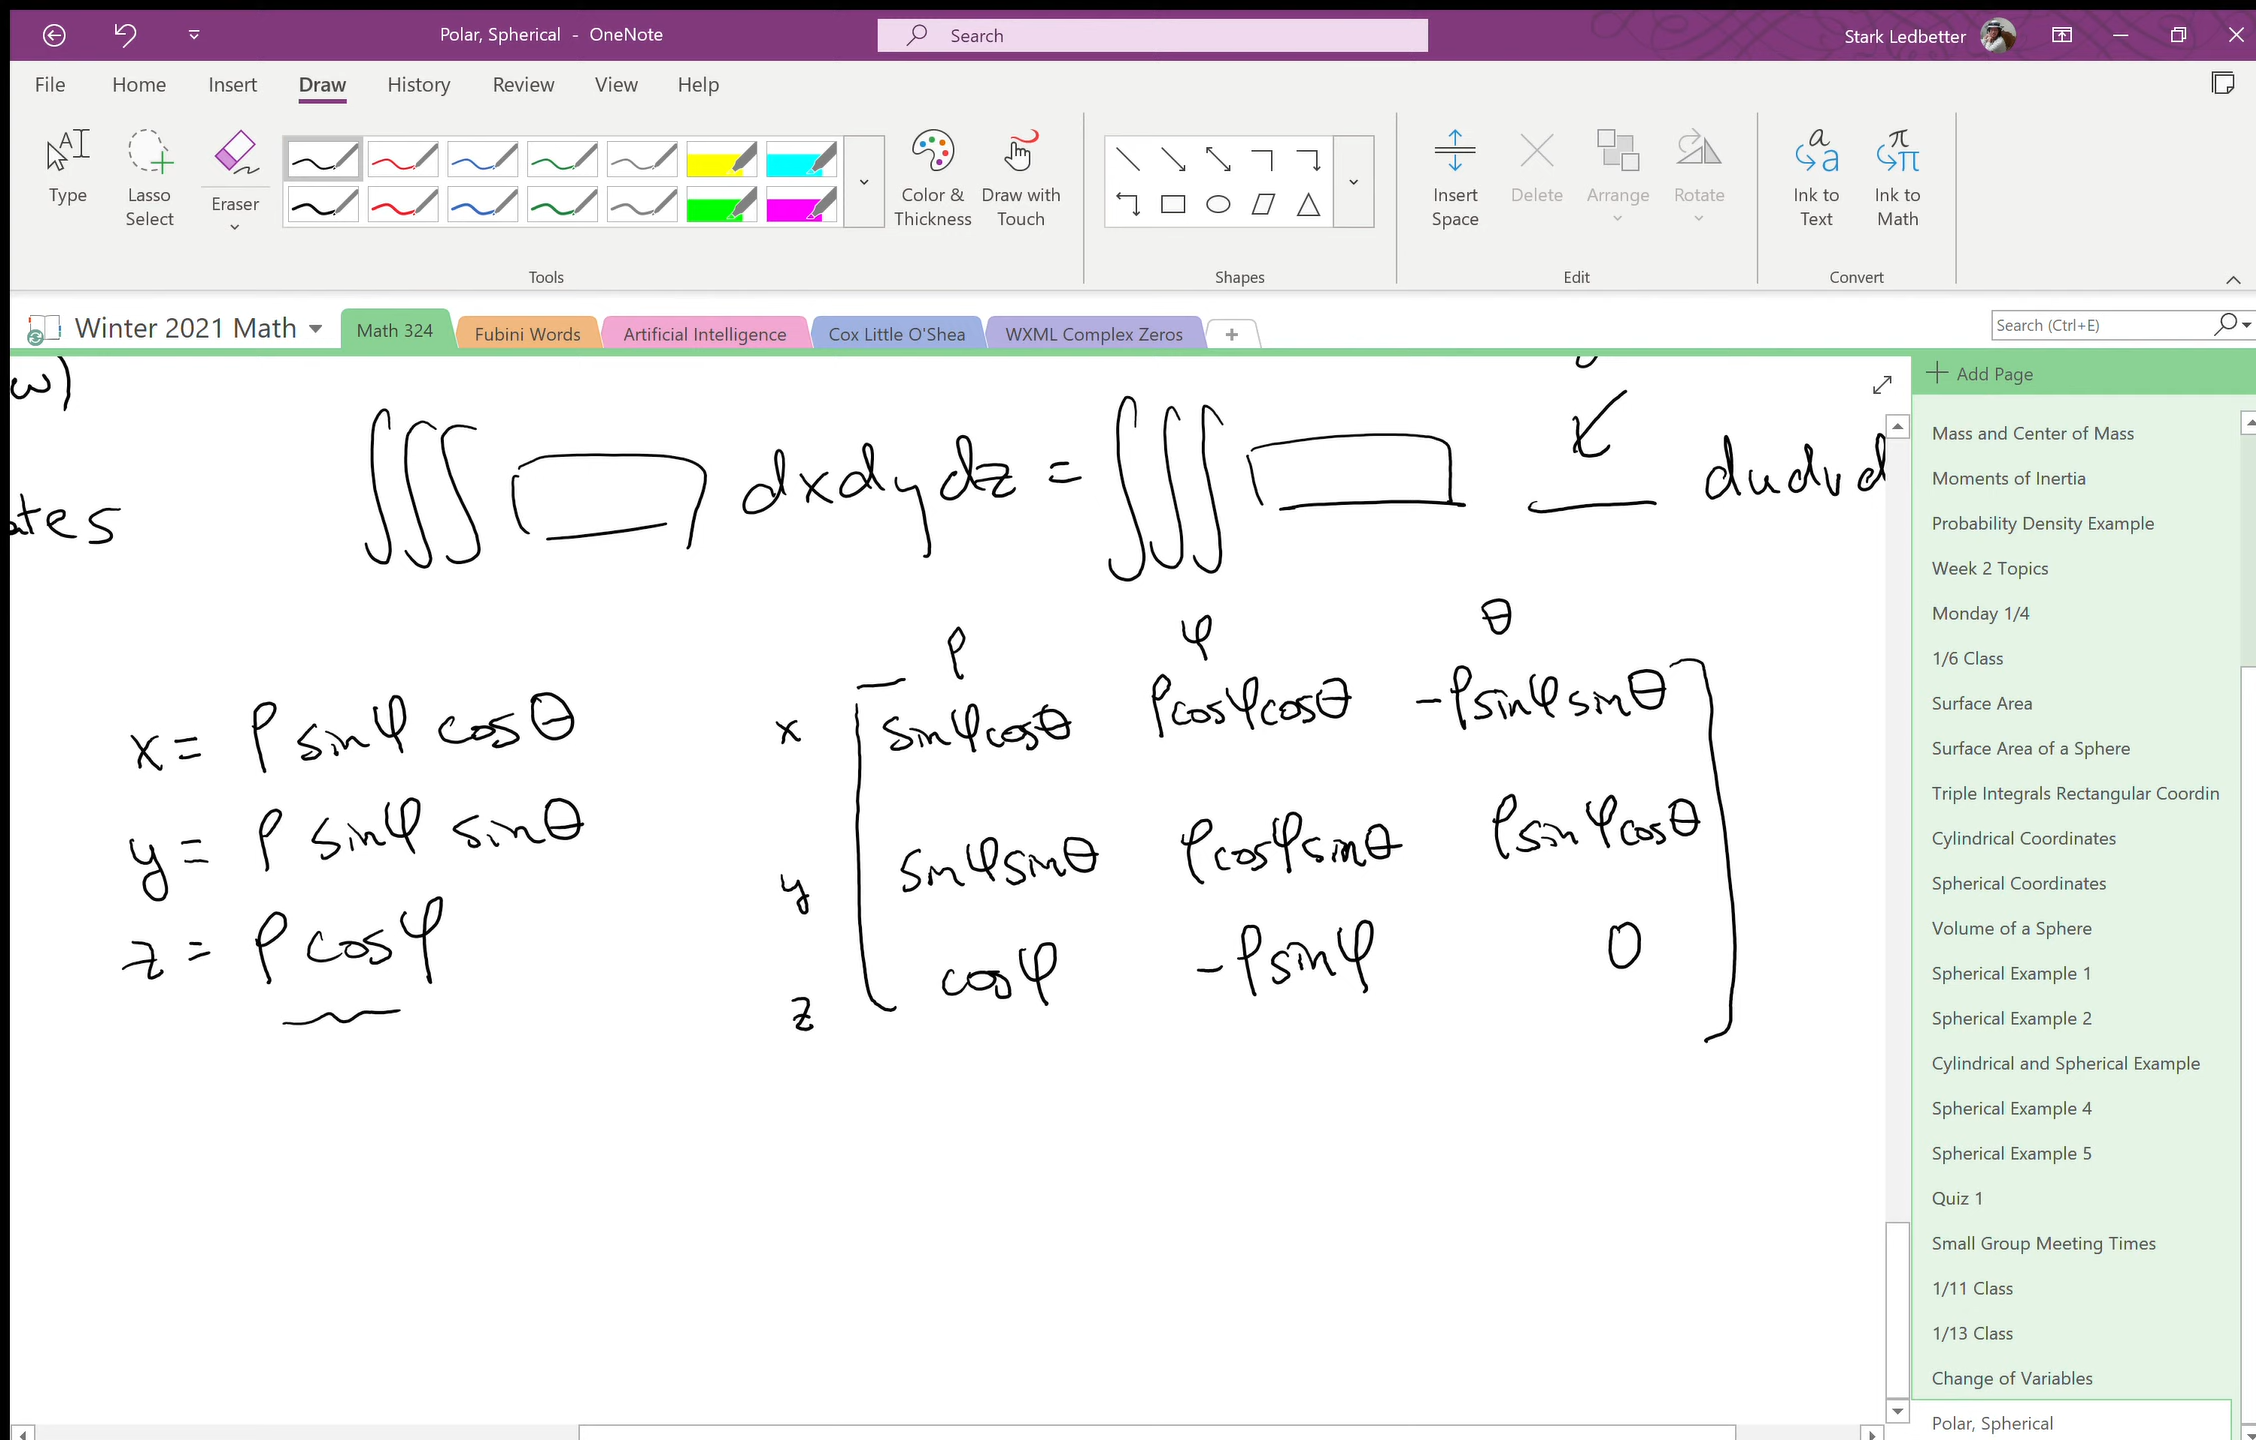 Polar, Spherical - OneNote
Search
Stark Ledbetter
File Home Insert Draw History Review View Help
Type
Lasso Select
Eraser
Color & Thickness
Draw with Touch
Insert Space
Delete
Arrange
Rotate
Ink to Text
Ink to Math
Tools
Shapes
Edit
Convert
Winter 2021 Math
Math 324
Fubini Words
Artificial Intelligence
Cox Little O'Shea
WXML Complex Zeros
Search (Ctrl+E)
w)
ates
∭ dxdydz = ∭ dudvd
ρ φ θ
x = ρ sinφ cosθ
y = ρ sinφ sinθ
z = ρ cosφ
x sinφcosθ ρcosφcosθ -ρsinφsinθ
y sinφsinθ ρcosφsinθ ρsinφcosθ
z cosφ -ρsinφ 0
Add Page
Mass and Center of Mass
Moments of Inertia
Probability Density Example
Week 2 Topics
Monday 1/4
1/6 Class
Surface Area
Surface Area of a Sphere
Triple Integrals Rectangular Coordin
Cylindrical Coordinates
Spherical Coordinates
Volume of a Sphere
Spherical Example 1
Spherical Example 2
Cylindrical and Spherical Example
Spherical Example 4
Spherical Example 5
Quiz 1
Small Group Meeting Times
1/11 Class
1/13 Class
Change of Variables
Polar, Spherical